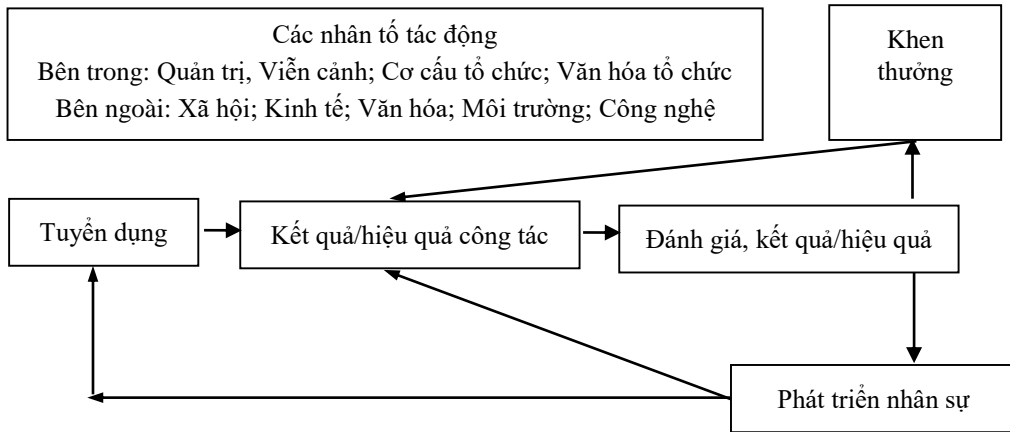 Các nhân tố tác động
Bên trong: Quản trị, Viễn cảnh; Cơ cấu tổ chức; Văn hóa tổ chức
Bên ngoài: Xã hội; Kinh tế; Văn hóa; Môi trường; Công nghệ
Khen
thưởng
Tuyển dụng
Kết quả/hiệu quả công tác
Đánh giá, kết quả/hiệu quả
Phát triển nhân sự